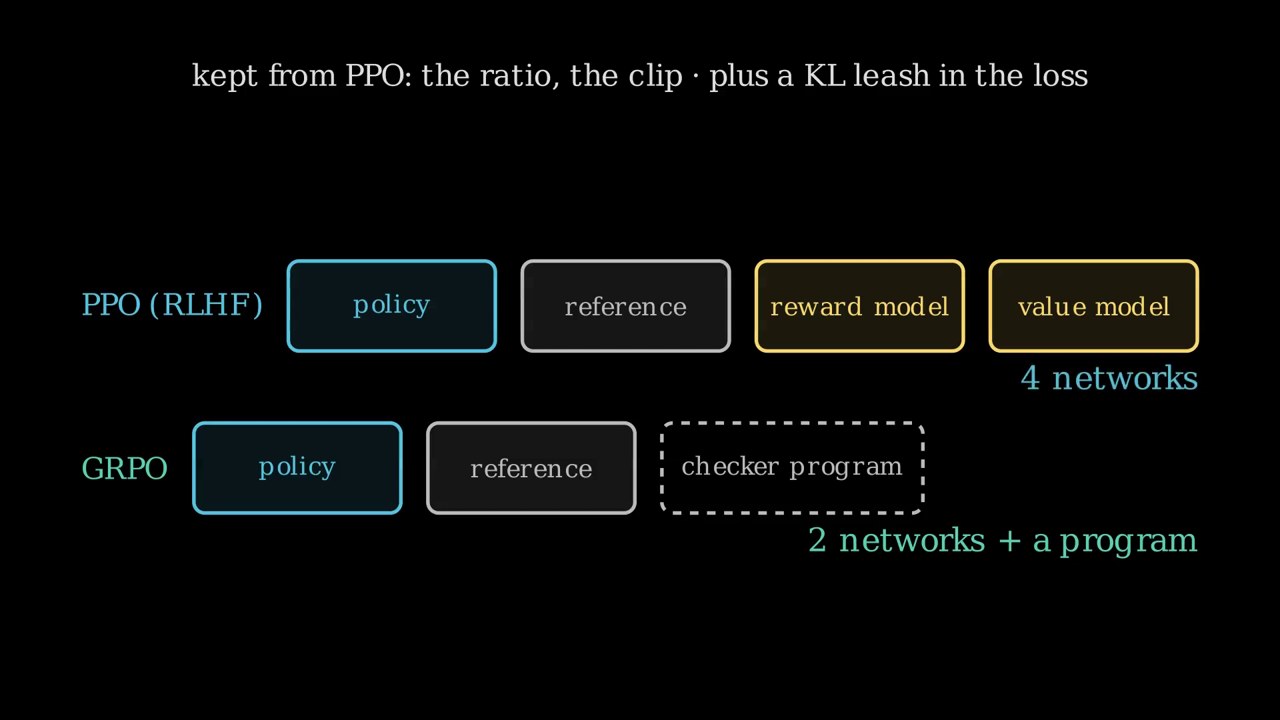 kept from PPO: the ratio, the clip · plus a KL leash in the loss
PPO (RLHF)
policy
reference
reward model
value model
4 networks
GRPO
policy
reference
checker program
2 networks + a program